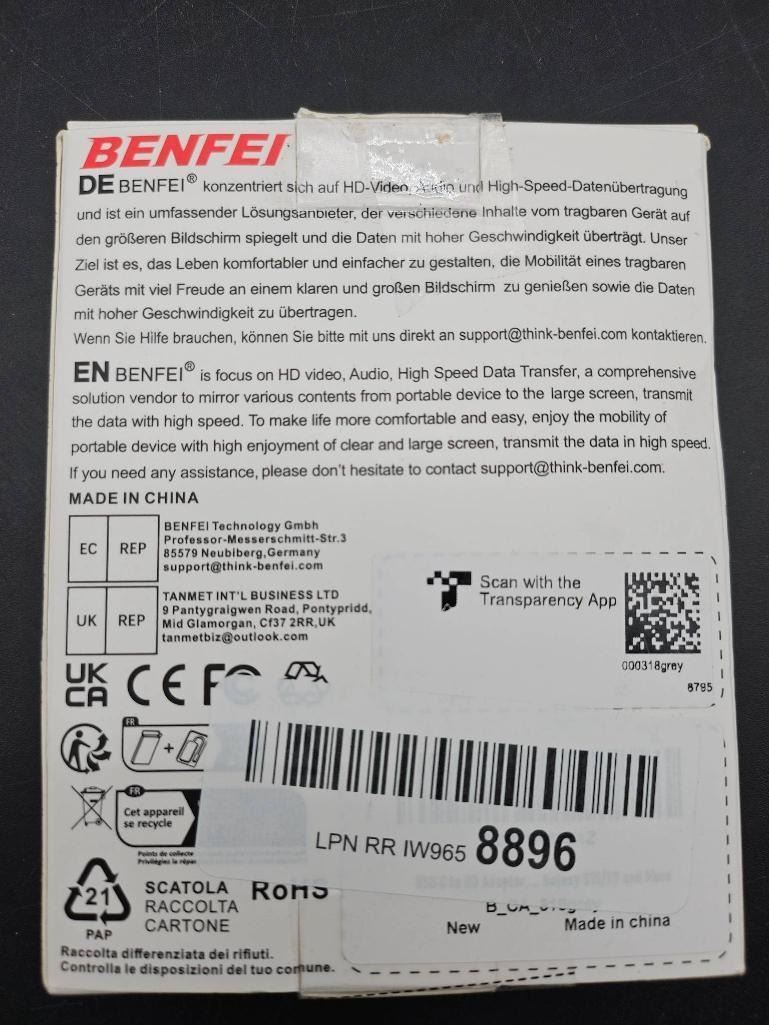 BENFEI
DE BENFEI® konzentriert sich auf HD-Video, Audio und High-Speed-Datenübertragung
und ist ein umfassender Lösungsanbieter, der verschiedene Inhalte vom tragbaren Gerät auf
den größeren Bildschirm spiegelt und die Daten mit hoher Geschwindigkeit überträgt. Unser
Ziel ist es, das Leben komfortabler und einfacher zu gestalten, die Mobilität eines tragbaren
Geräts mit viel Freude an einem klaren und großen Bildschirm zu genießen sowie die Daten
mit hoher Geschwindigkeit zu übertragen.
Wenn Sie Hilfe brauchen, können Sie bitte mit uns direkt an support@think-benfei.com kontaktieren.
EN BENFEI® is focus on HD video, Audio, High Speed Data Transfer, a comprehensive
solution vendor to mirror various contents from portable device to the large screen, transmit
the data with high speed. To make life more comfortable and easy, enjoy the mobility of
portable device with high enjoyment of clear and large screen, transmit the data in high speed.
If you need any assistance, please don't hesitate to contact support@think-benfei.com.
MADE IN CHINA
EC REP
BENFEI Technology Gmbh
Professor-Messerschmitt-Str.3
85579 Neubiberg,Germany
support@think-benfei.com
UK REP
TANMET INT'L BUSINESS LTD
9 Pantygraigwen Road, Pontypridd,
Mid Glamorgan, Cf37 2RR,UK
tanmetbiz@outlook.com
Scan with the
Transparency App
000318grey
8795
UK
CA CE
FR
FR
Cet appareil
se recycle
Points de collecte
LPN RR IW965 8896
21
PAP
SCATOLA
RACCOLTA
CARTONE
RoHS
New
Made in china
Raccolta differenziata dei rifiuti.
Controlla le disposizioni del tuo comune.